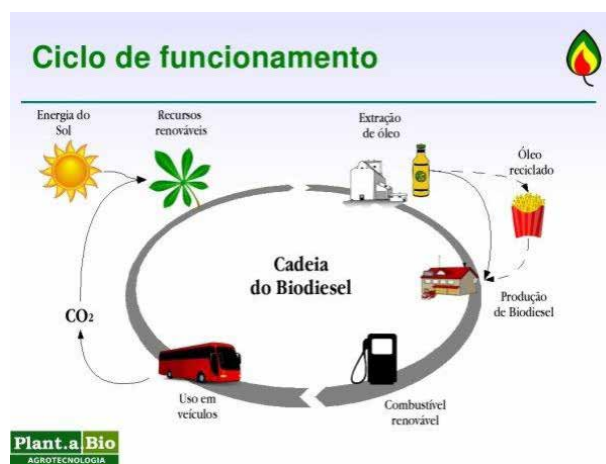 Ciclo de funcionamento
Energia do
Sol
Recursos
renováveis
Extração
de óleo
Óleo
reciclado
Cadeia
do Biodiesel
Produção
de Biodiesel
CO2
Uso em
veículos
Combustível
renovável
Plant.a Bio
AGROTECNOLOGIA